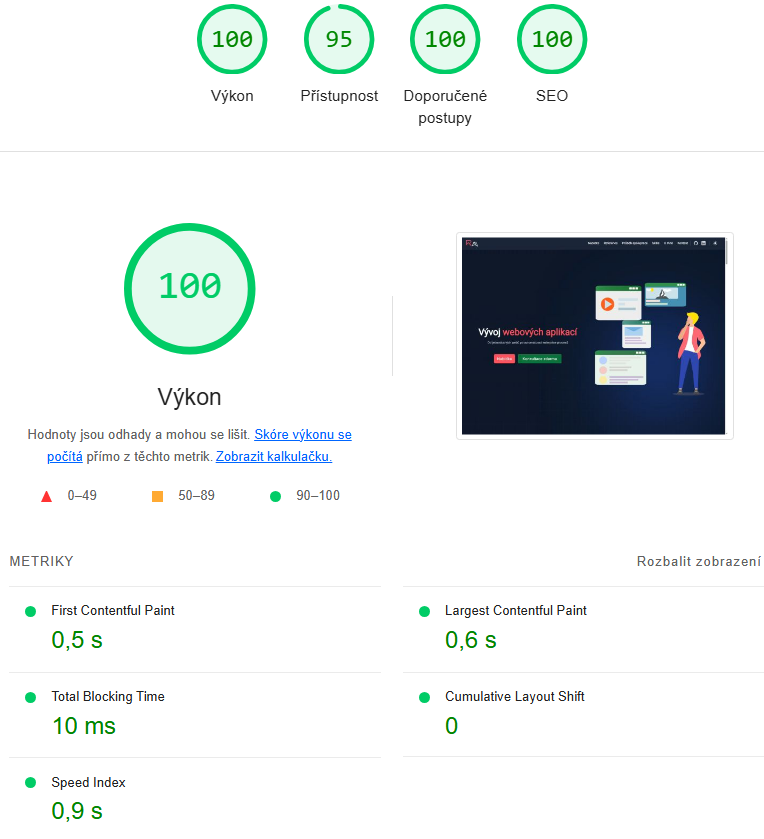 100
95
100
100
Výkon
Přístupnost
Doporučené
postupy
SEO
100
Výkon
Hodnoty jsou odhady a mohou se lišit. Skóre výkonu se
počítá přímo z těchto metrik. Zobrazit kalkulačku.
0–49
50–89
90–100
Vývoj webových aplikací
METRIKY
Rozbalit zobrazení
First Contentful Paint
0,5 s
Largest Contentful Paint
0,6 s
Total Blocking Time
10 ms
Cumulative Layout Shift
0
Speed Index
0,9 s